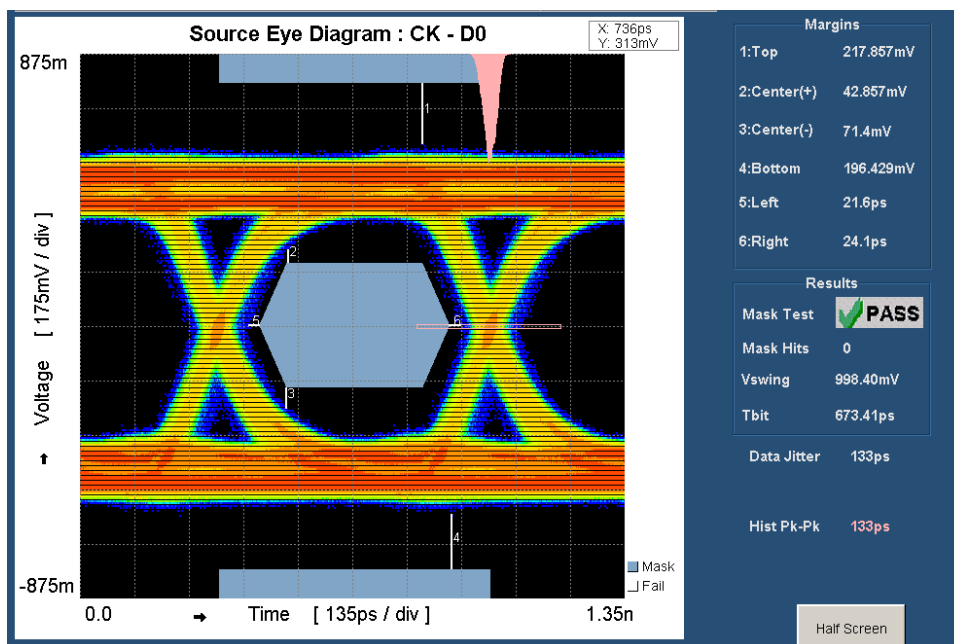 Source Eye Diagram : CK - D0
X: 736ps
Y: 313mV
875m
Voltage [ 175mV / div ]
-875m
1
2
3
4
5
6
0.0
Time [ 135ps / div ]
1.35n
Mask
Fail
Margins
1:Top 217.857mV
2:Center(+) 42.857mV
3:Center(-) 71.4mV
4:Bottom 196.429mV
5:Left 21.6ps
6:Right 24.1ps
Results
Mask Test PASS
Mask Hits 0
Vswing 998.40mV
Tbit 673.41ps
Data Jitter 133ps
Hist Pk-Pk 133ps
Half Screen